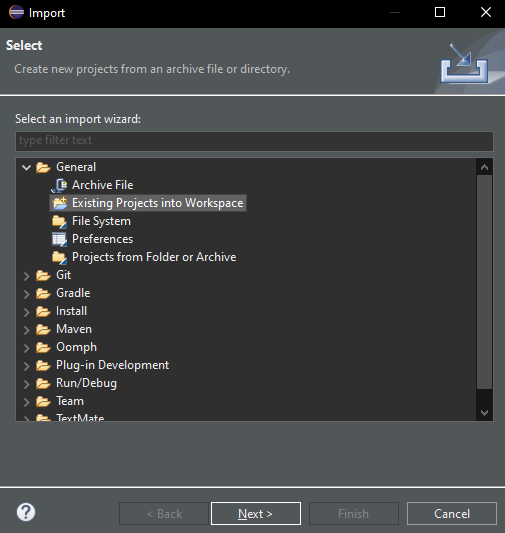 Import
Select
Create new projects from an archive file or directory.
Select an import wizard:
type filter text
General
Archive File
Existing Projects into Workspace
File System
Preferences
Projects from Folder or Archive
Git
Gradle
Install
Maven
Oomph
Plug-in Development
Run/Debug
Team
TextMate
?
< Back
Next >
Finish
Cancel